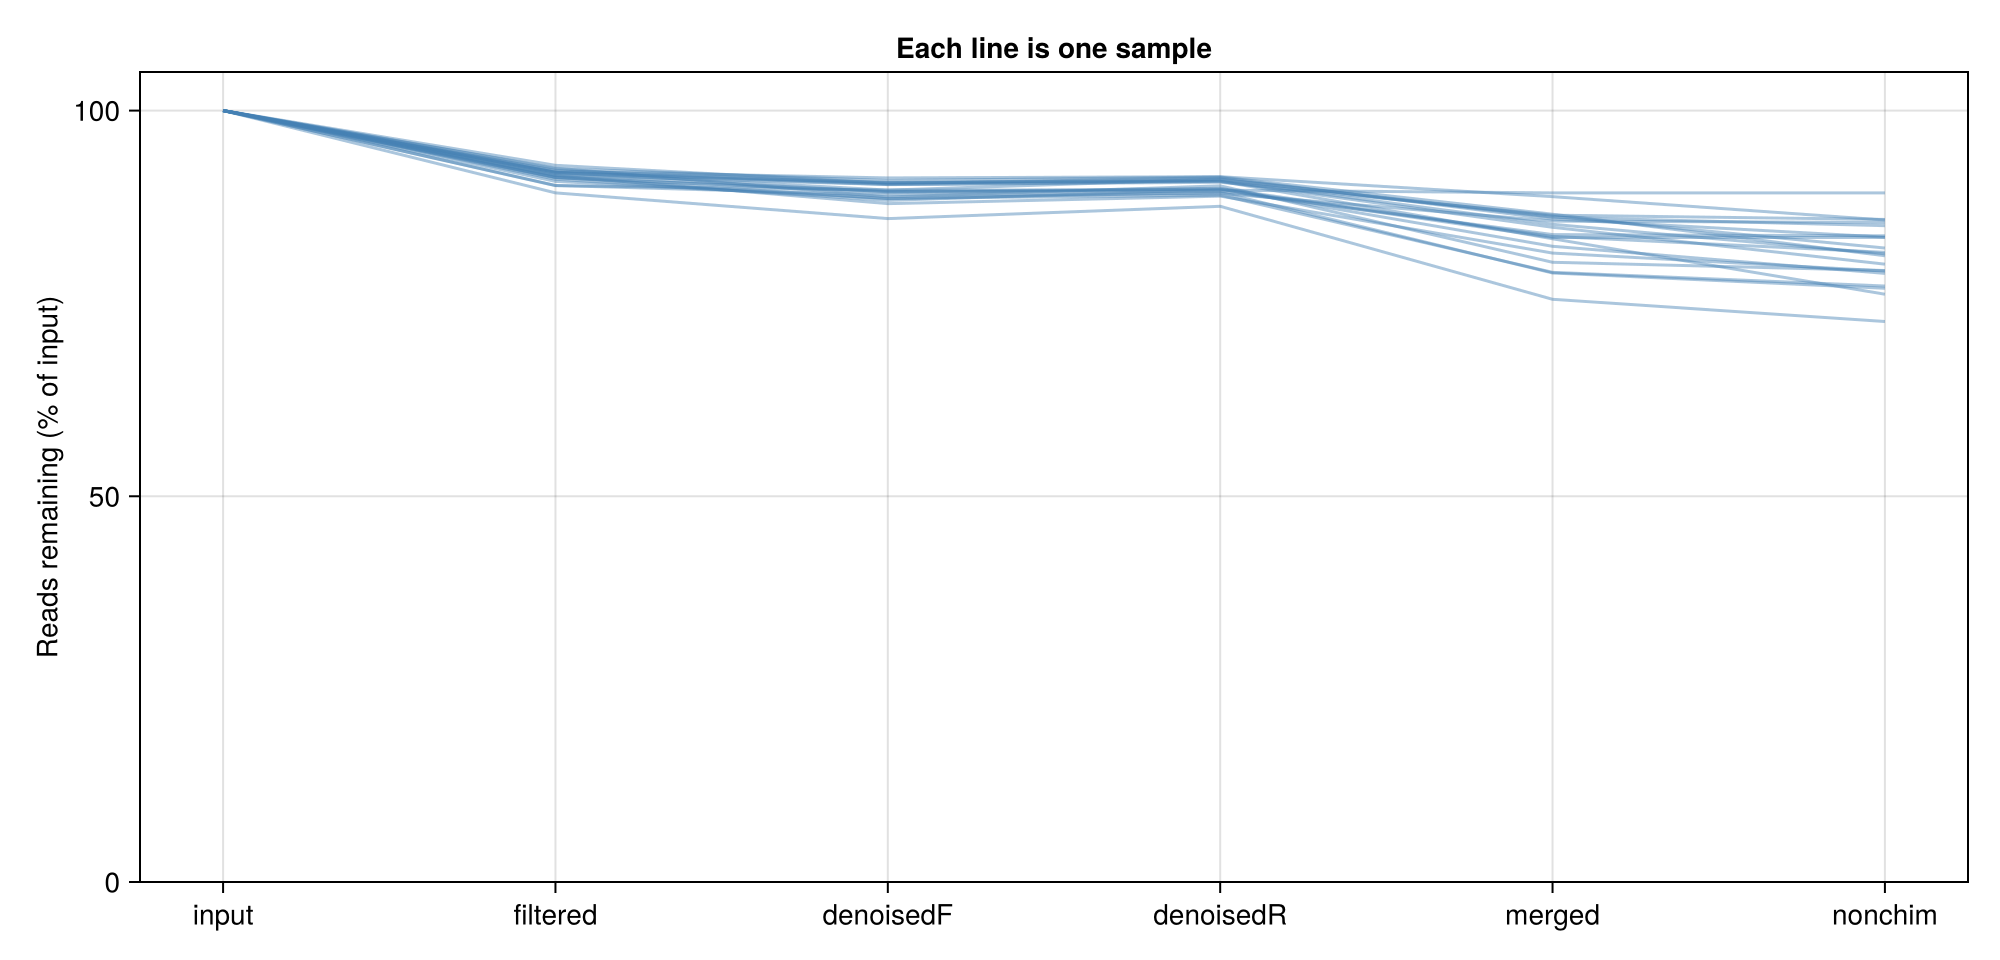 Each line is one sample
Reads remaining (% of input)
100
50
0
input
filtered
denoisedF
denoisedR
merged
nonchim